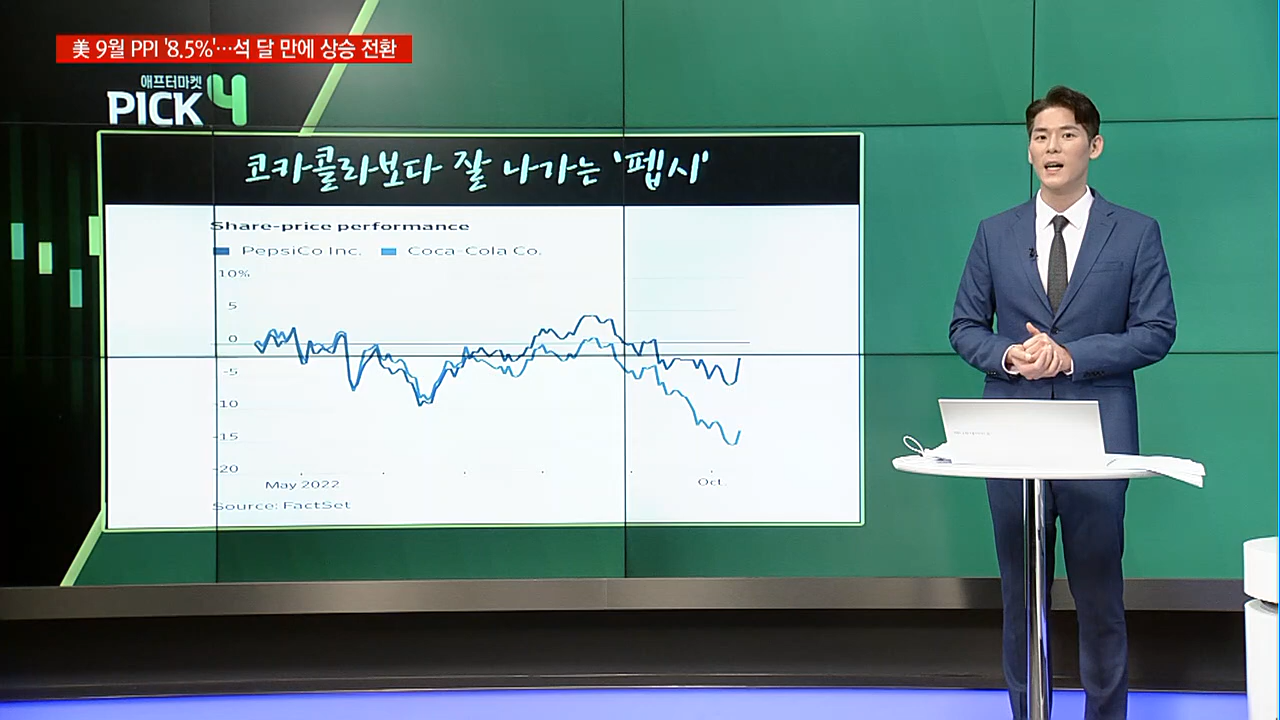 美 9월 PPI '8.5%'…석 달 만에 상승 전환
애프터마켓
PICK 4
코카콜라보다 잘 나가는 '펩시'
Share-price performance
PepsiCo Inc. Coca-Cola Co.
10%
5
0
-5
-10
-15
-20
May 2022 Oct.
Source: FactSet